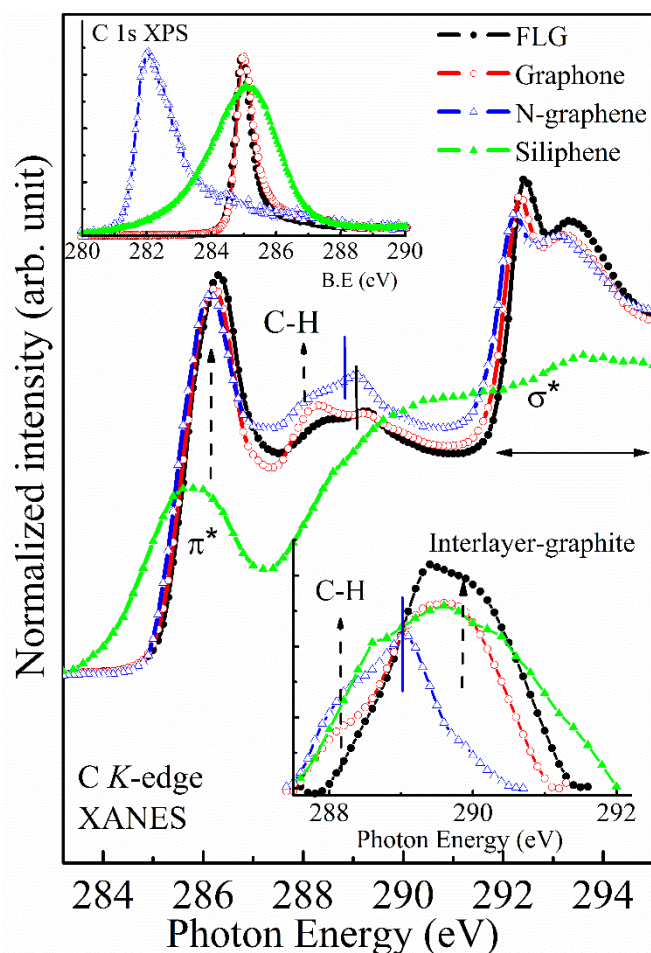 C 1s XPS
FLG
Graphone
N-graphene
Siliphene
280 282 284 286 288 290
B.E (eV)
C-H
σ*
π*
Interlayer-graphite
C-H
288 290 292
Photon Energy (eV)
C K-edge
XANES
Normalized intensity (arb. unit)
284 286 288 290 292 294
Photon Energy (eV)